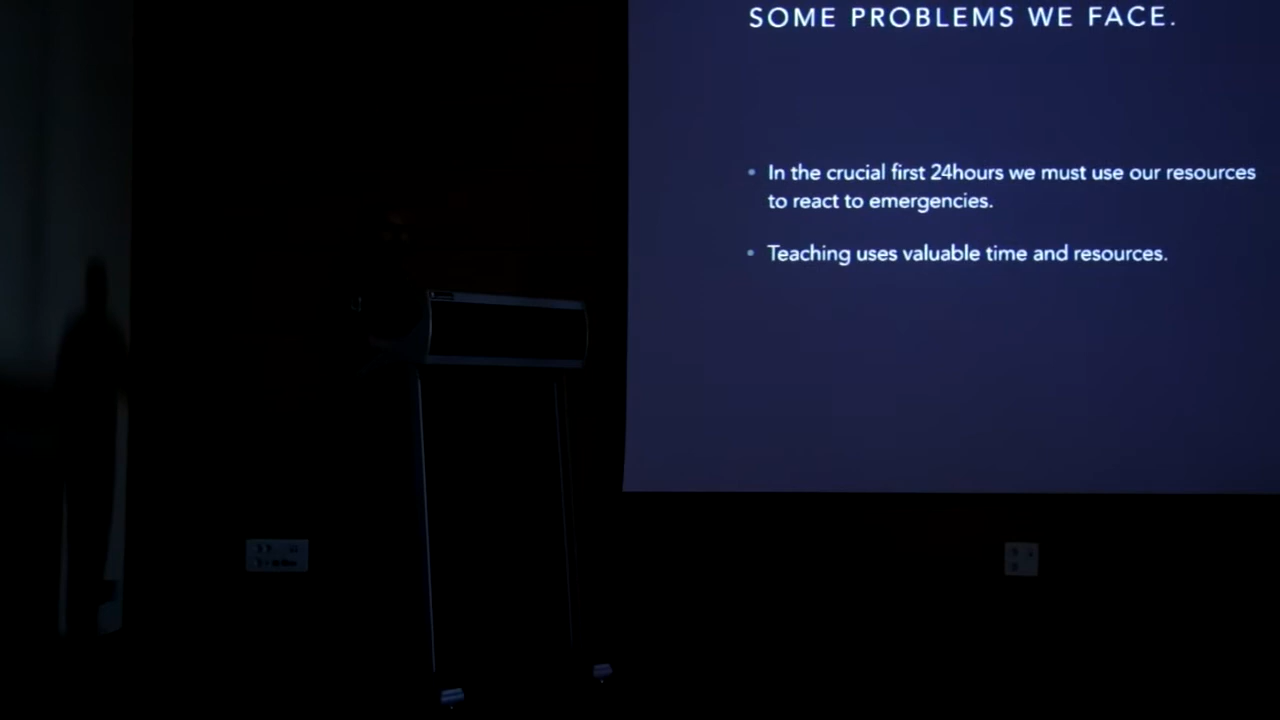 SOME PROBLEMS WE FACE.
• In the crucial first 24hours we must use our resources
to react to emergencies.
• Teaching uses valuable time and resources.